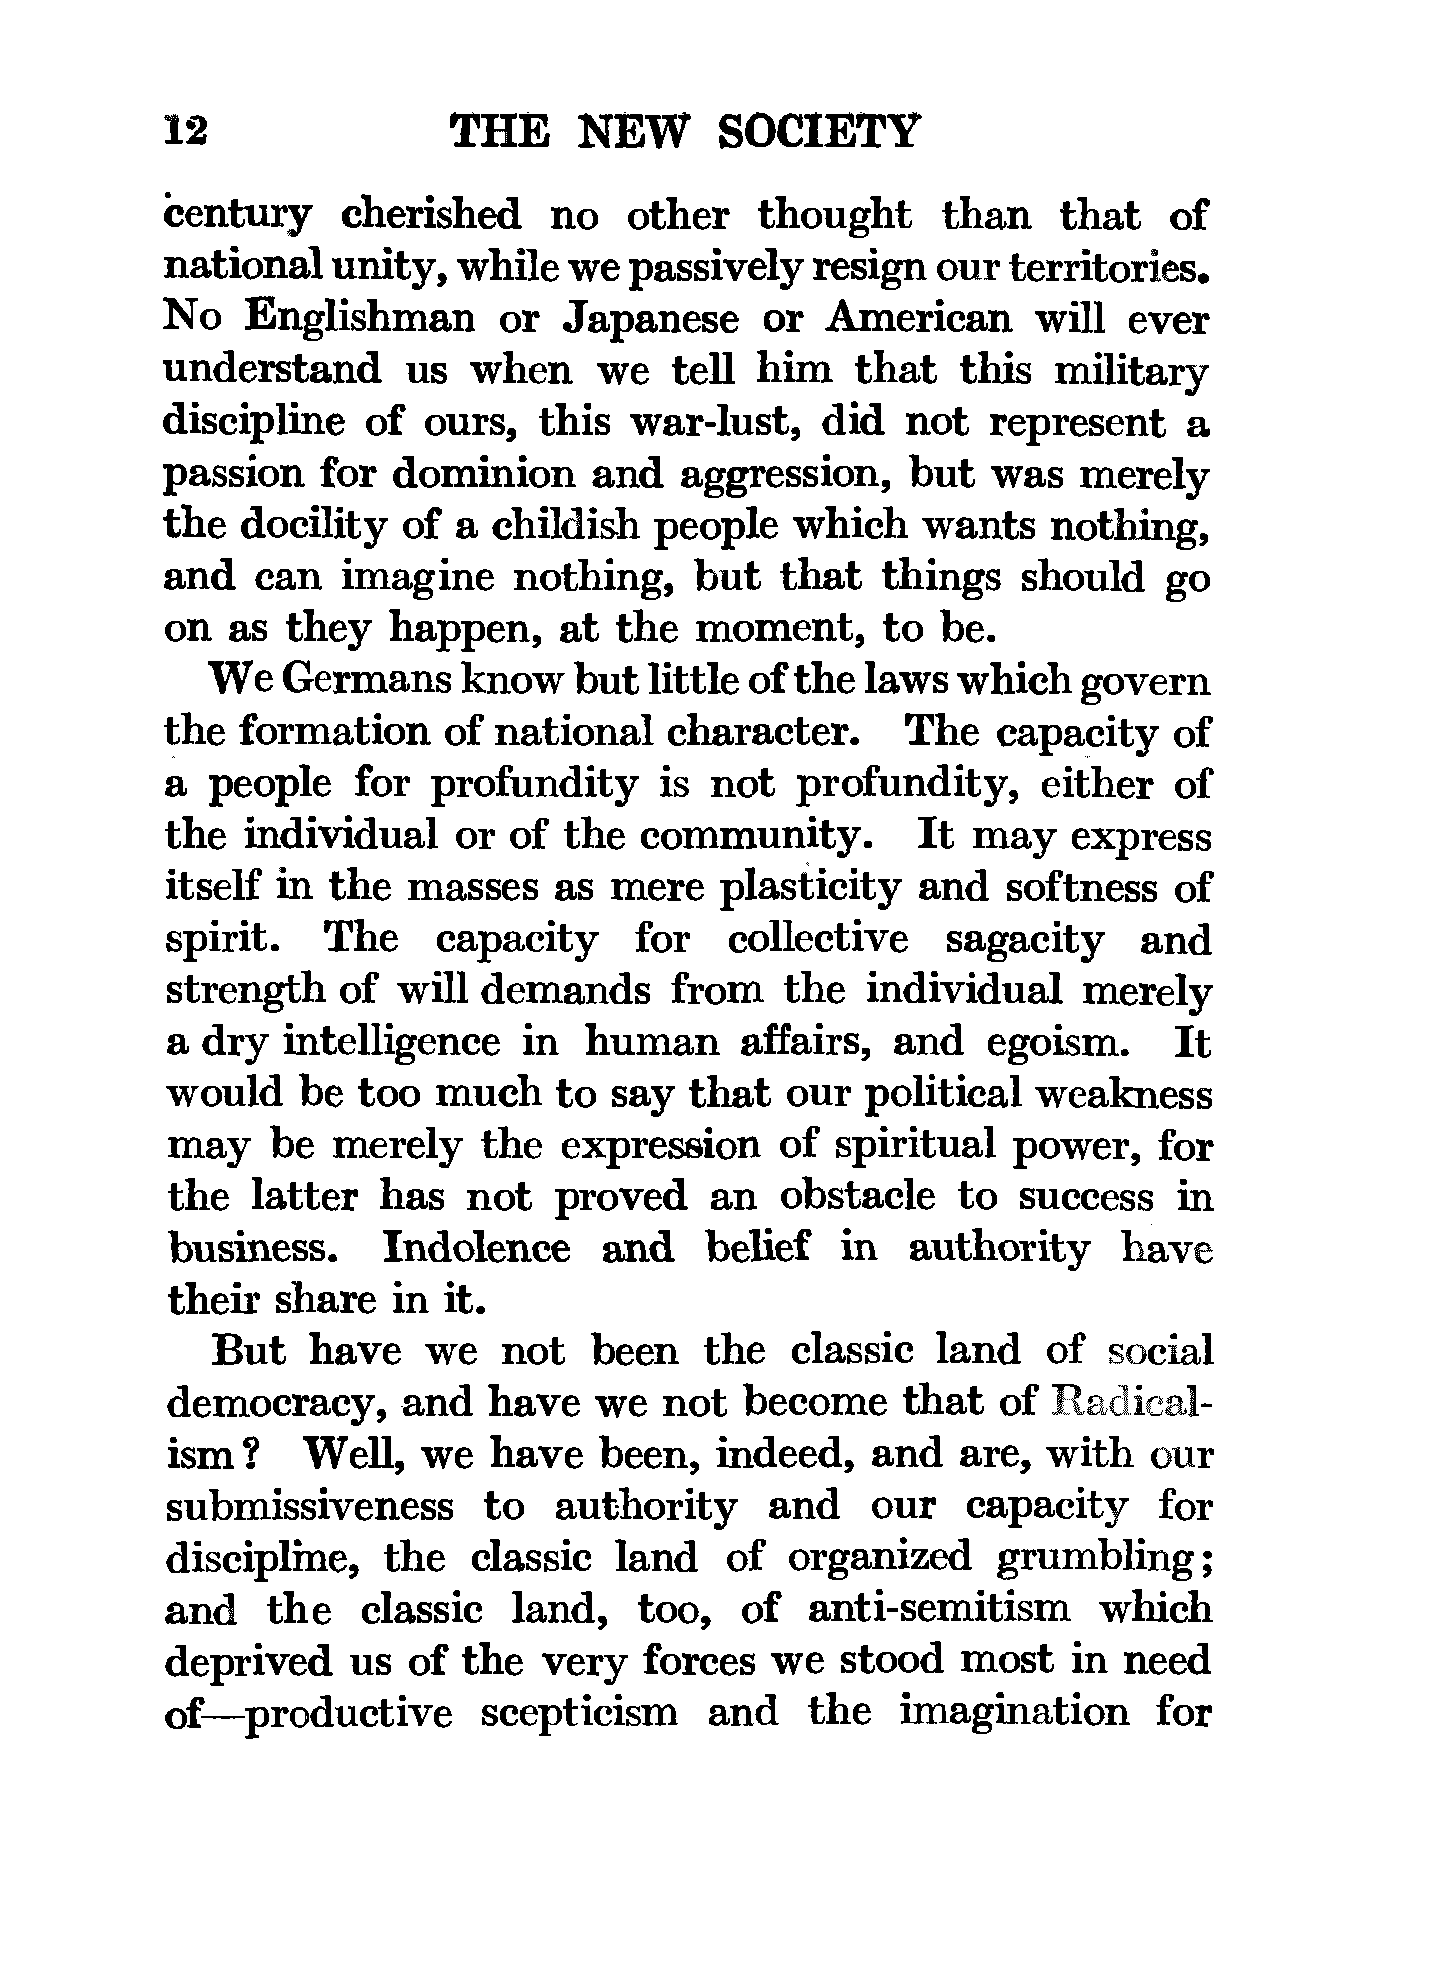 12 THE NEW SOCIETY
century cherished no other thought than that of
national unity, while we passively resign our territories.
No Englishman or Japanese or American will ever
understand us when we tell him that this military
discipline of ours, this war-lust, did not represent a
passion for dominion and aggression, but was merely
the docility of a childish people which wants nothing,
and can imagine nothing, but that things should go
on as they happen, at the moment, to be.
We Germans know but little of the laws which govern
the formation of national character. The capacity of
a people for profundity is not profundity, either of
the individual or of the community. It may express
itself in the masses as mere plasticity and softness of
spirit. The capacity for collective sagacity and
strength of will demands from the individual merely
a dry intelligence in human affairs, and egoism. It
would be too much to say that our political weakness
may be merely the expression of spiritual power, for
the latter has not proved an obstacle to success in
business. Indolence and belief in authority have
their share in it.
But have we not been the classic land of social
democracy, and have we not become that of Radical-
ism? Well, we have been, indeed, and are, with our
submissiveness to authority and our capacity for
discipline, the classic land of organized grumbling;
and the classic land, too, of anti-semitism which
deprived us of the very forces we stood most in need
of—productive scepticism and the imagination for